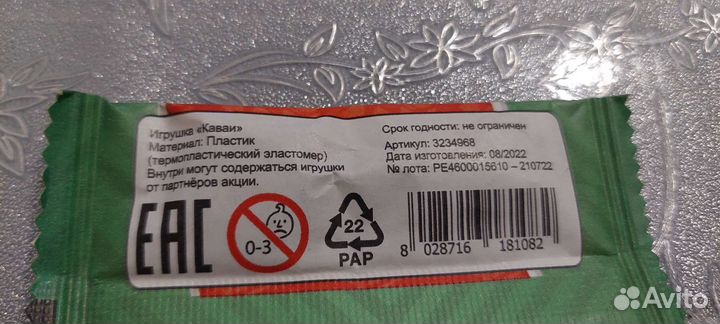 Игрушка «Каваи»
Материал: Пластик
(термопластический эластомер)
Внутри могут содержаться игрушки
от партнёров акции.
Срок годности: не ограничен
Артикул: 3234968
Дата изготовления: 08/2022
№ лота: PE4600015610 – 210722
EAC
0-3
22
PAP
8 028716 181082
Avito